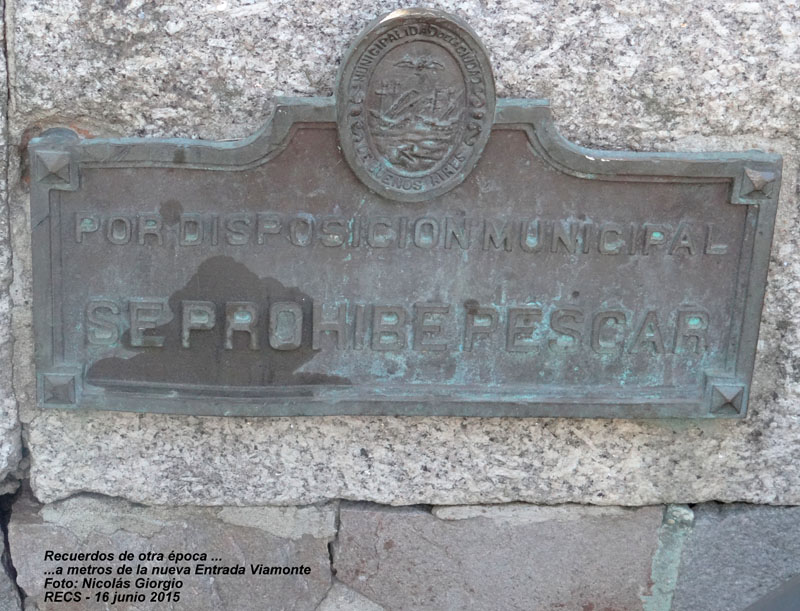 MUNICIPALIDAD DE LA CIUDAD
DE BUENOS AIRES
POR DISPOSICION MUNICIPAL
SE PROHIBE PESCAR
Recuerdos de otra época ...
...a metros de la nueva Entrada Viamonte
Foto: Nicolás Giorgio
RECS - 16 junio 2015